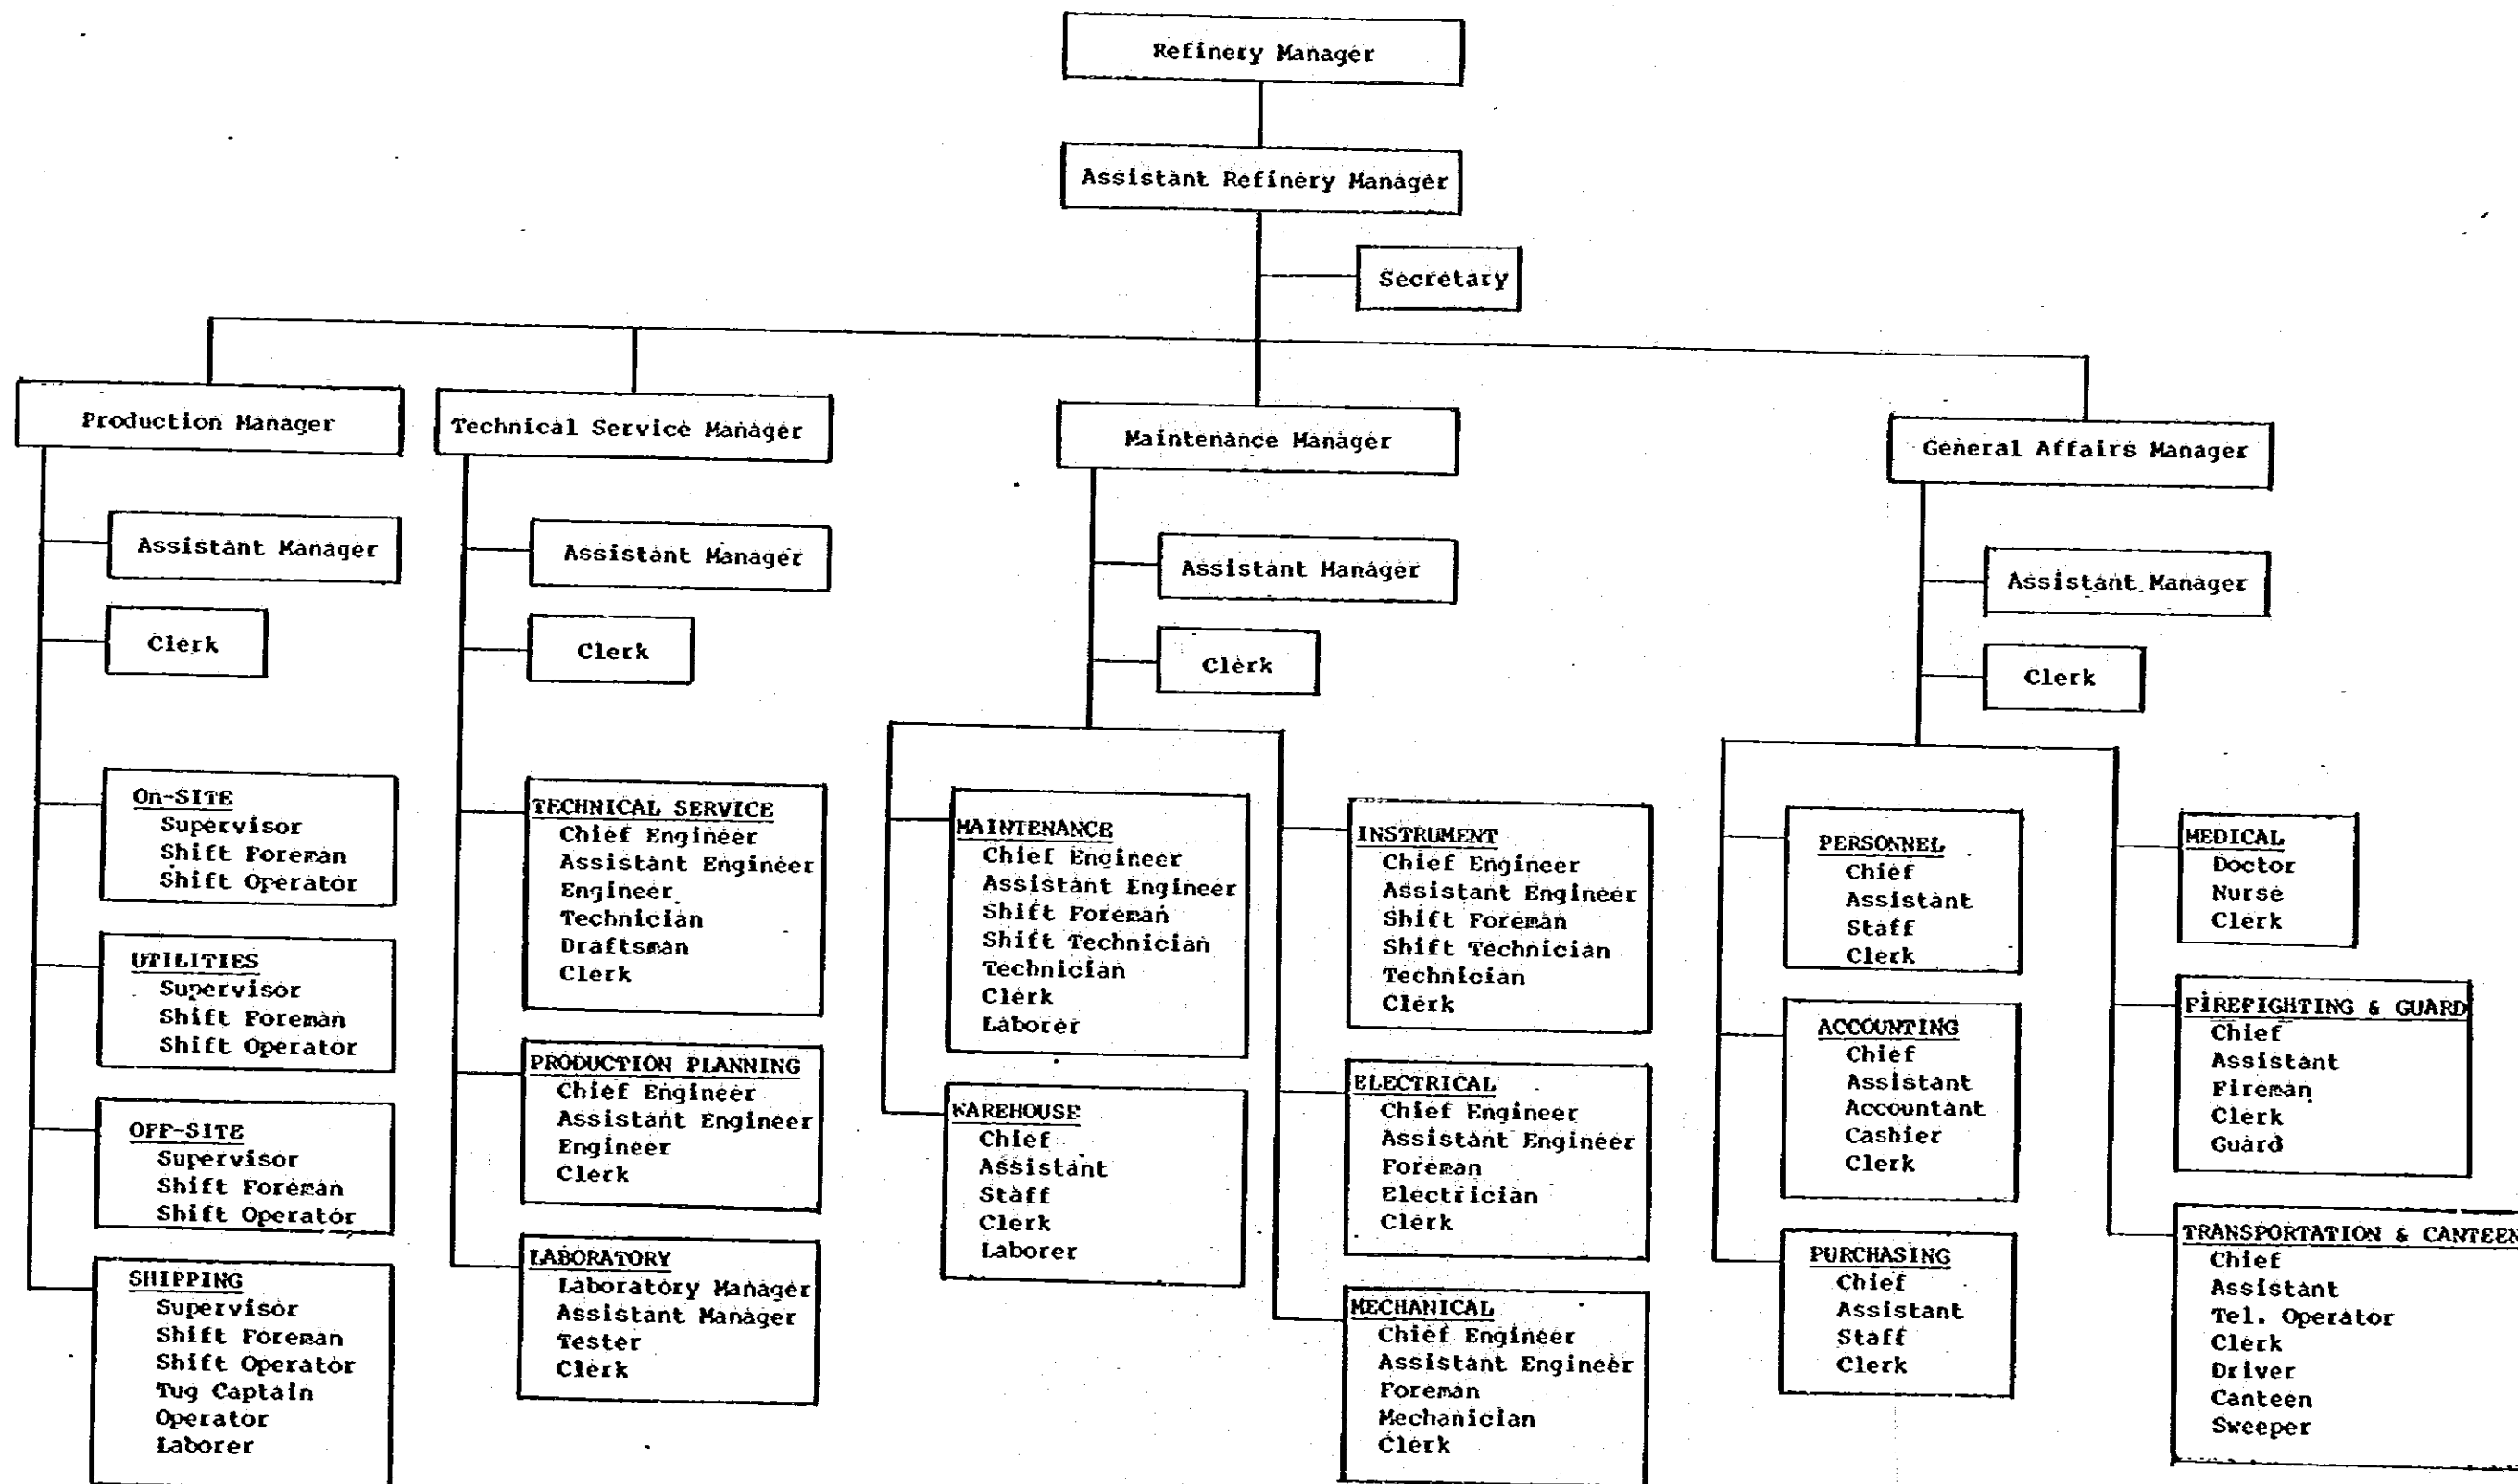 Refinery Manager
Assistant Refinery Manager
Secretary
Production Manager
Assistant Manager
Clerk
On-SITE
Supervisor
Shift Foreman
Shift Operator
UTILITIES
Supervisor
Shift Foreman
Shift Operator
OFF-SITE
Supervisor
Shift Foreman
Shift Operator
SHIPPING
Supervisor
Shift Foreman
Shift Operator
Tug Captain
Operator
Laborer
Technical Service Manager
Assistant Manager
Clerk
TECHNICAL SERVICE
Chief Engineer
Assistant Engineer
Engineer
Technician
Draftsman
Clerk
PRODUCTION PLANNING
Chief Engineer
Assistant Engineer
Engineer
Clerk
LABORATORY
Laboratory Manager
Assistant Manager
Tester
Clerk
Maintenance Manager
Assistant Manager
Clerk
MAINTENANCE
Chief Engineer
Assistant Engineer
Shift Foreman
Shift Technician
Technician
Clerk
Laborer
WAREHOUSE
Chief
Assistant
Staff
Clerk
Laborer
INSTRUMENT
Chief Engineer
Assistant Engineer
Shift Foreman
Shift Technician
Technician
Clerk
ELECTRICAL
Chief Engineer
Assistant Engineer
Foreman
Electrician
Clerk
MECHANICAL
Chief Engineer
Assistant Engineer
Foreman
Mechanician
Clerk
General Affairs Manager
Assistant Manager
Clerk
PERSONNEL
Chief
Assistant
Staff
Clerk
ACCOUNTING
Chief
Assistant
Accountant
Cashier
Clerk
PURCHASING
Chief
Assistant
Staff
Clerk
MEDICAL
Doctor
Nurse
Clerk
FIREFIGHTING & GUARD
Chief
Assistant
Fireman
Clerk
Guard
TRANSPORTATION & CANTEEN
Chief
Assistant
Tel. Operator
Clerk
Driver
Canteen
Sweeper